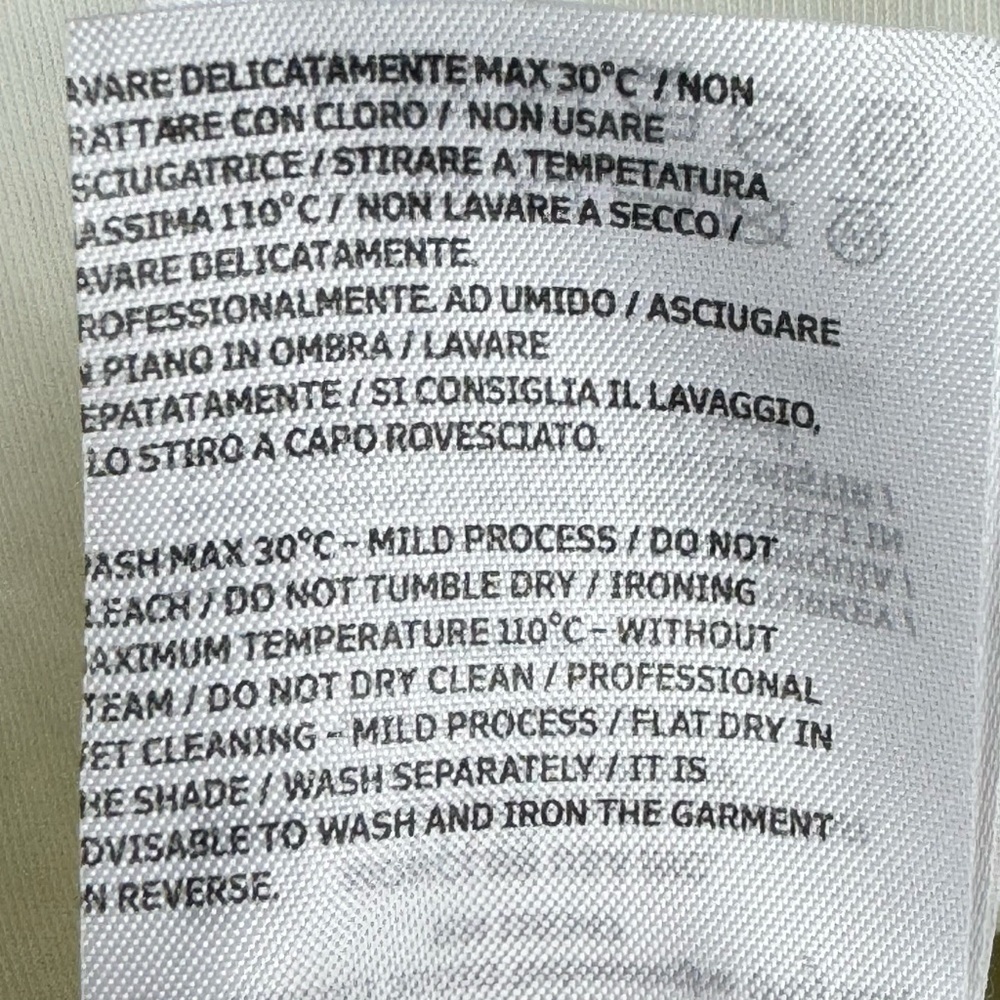 AVARE DELICATAMENTE MAX 30°C / NON
RATTARE CON CLORO / NON USARE
SCIUGATRICE / STIRARE A TEMPETATURA
ASSIMA 110°C / NON LAVARE A SECCO /
AVARE DELICATAMENTE.
ROFESSIONALMENTE. AD UMIDO / ASCIUGARE
N PIANO IN OMBRA / LAVARE
EPATATAMENTE / SI CONSIGLIA IL LAVAGGIO,
LO STIRO A CAPO ROVESCIATO.
ASH MAX 30°C - MILD PROCESS / DO NOT
LEACH / DO NOT TUMBLE DRY / IRONING
AXIMUM TEMPERATURE 110°C - WITHOUT
TEAM / DO NOT DRY CLEAN / PROFESSIONAL
ET CLEANING - MILD PROCESS / FLAT DRY IN
HE SHADE / WASH SEPARATELY / IT IS
DVISABLE TO WASH AND IRON THE GARMENT
N REVERSE.